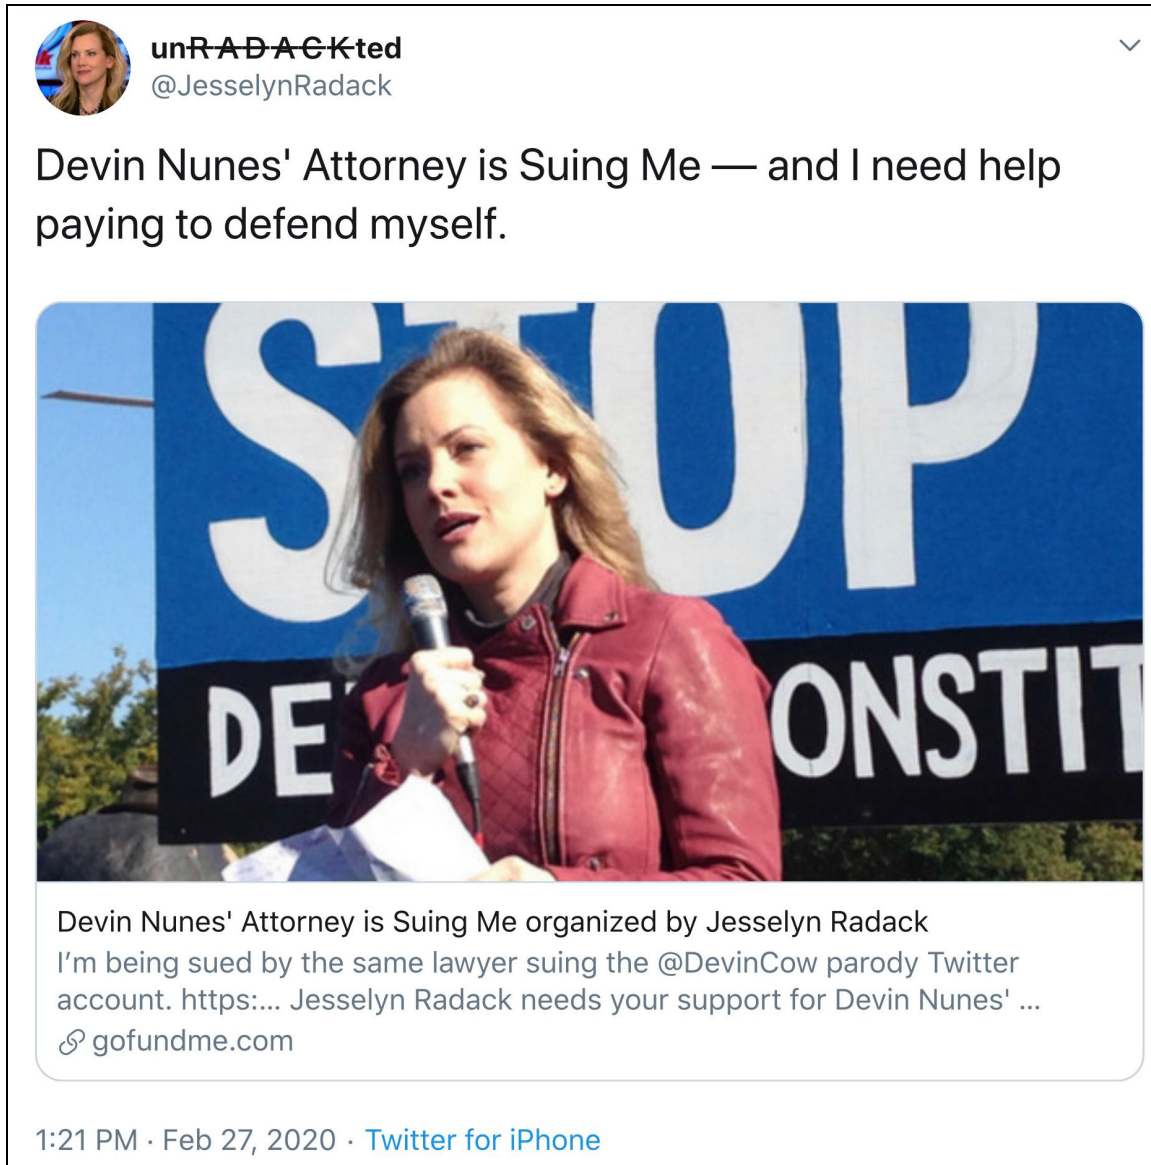 unRADACKted
@JesselynRadack
Devin Nunes' Attorney is Suing Me — and I need help
paying to defend myself.
STOP
DE
ONSTIT
Devin Nunes' Attorney is Suing Me organized by Jesselyn Radack
I’m being sued by the same lawyer suing the @DevinCow parody Twitter
account. https:... Jesselyn Radack needs your support for Devin Nunes' ...
gofundme.com
1:21 PM · Feb 27, 2020 · Twitter for iPhone